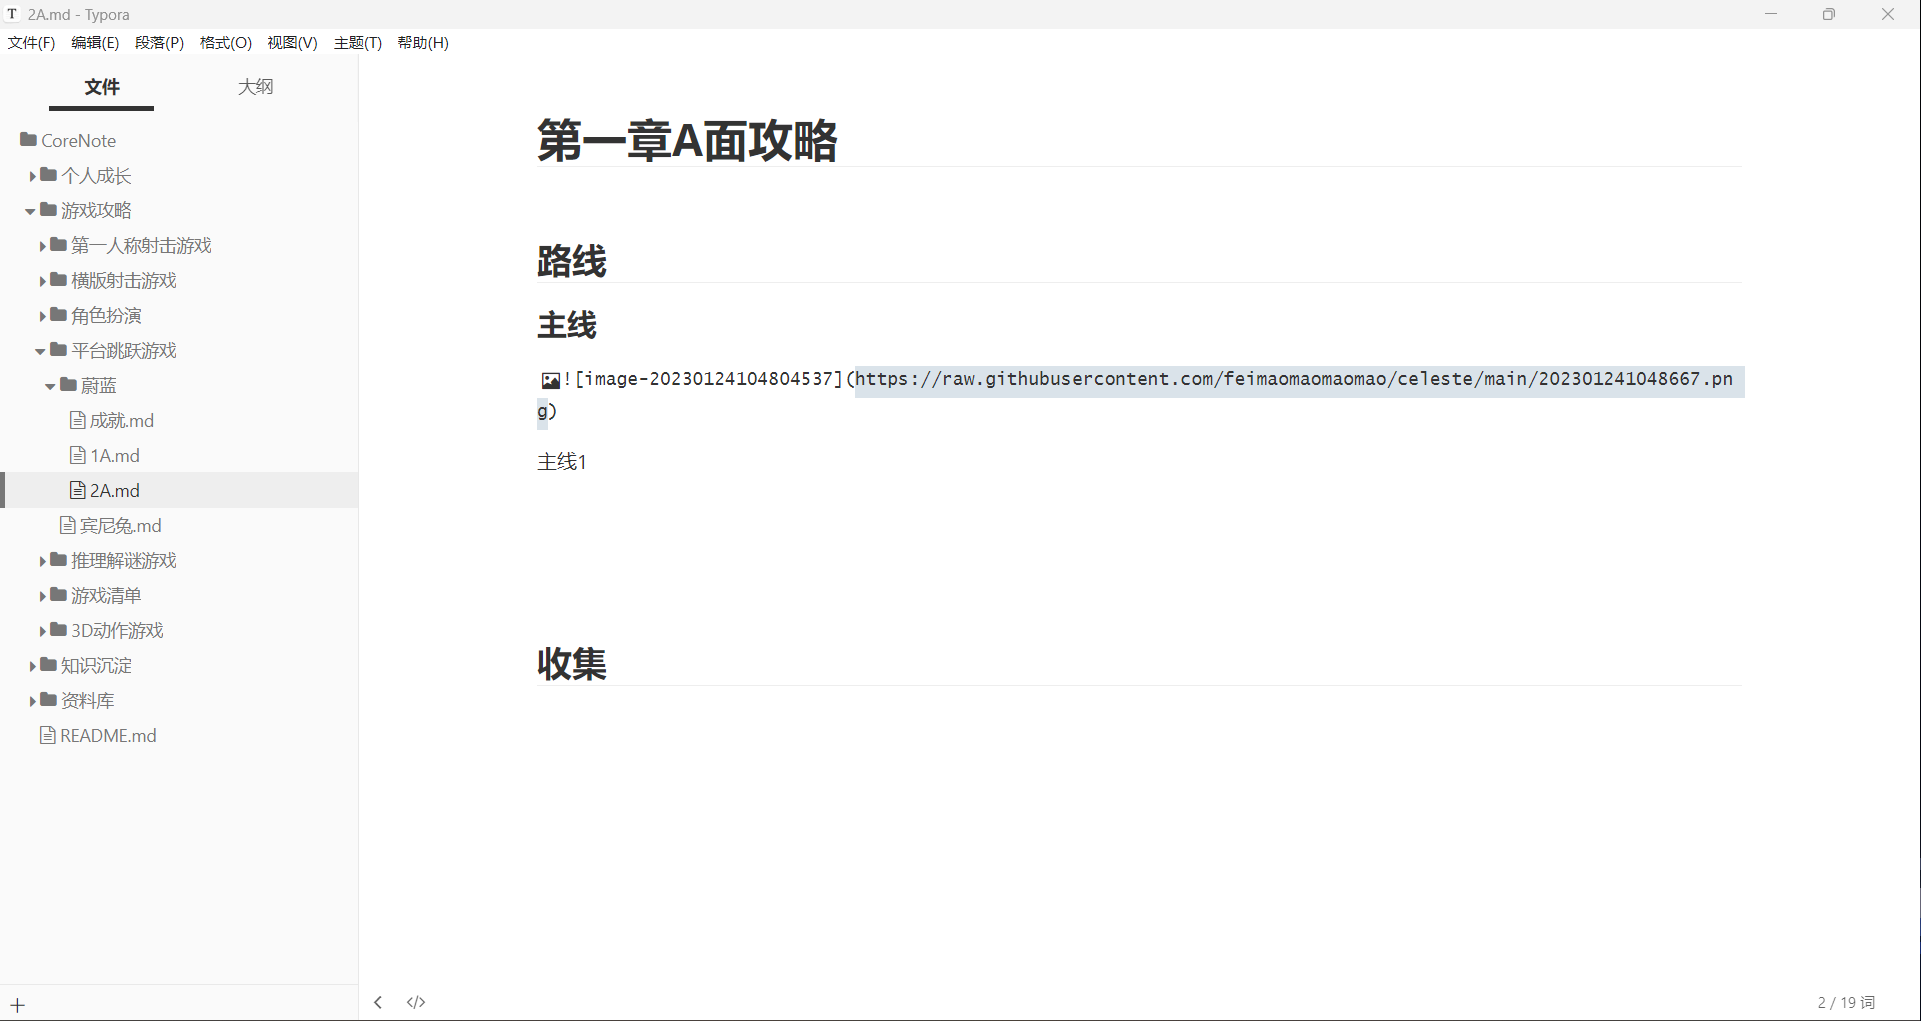 2A.md - Typora
文件(F) 编辑(E) 段落(P) 格式(O) 视图(V) 主题(T) 帮助(H)
文件 大纲
CoreNote
个人成长
游戏攻略
第一人称射击游戏
横版射击游戏
角色扮演
平台跳跃游戏
蔚蓝
成就.md
1A.md
2A.md
宾尼兔.md
推理解谜游戏
游戏清单
3D动作游戏
知识沉淀
资料库
README.md
第一章A面攻略
路线
主线
![image-20230124104804537](https://raw.githubusercontent.com/feimaomaomaomao/celeste/main/202301241048667.pn
g)
主线1
收集
2 / 19 词